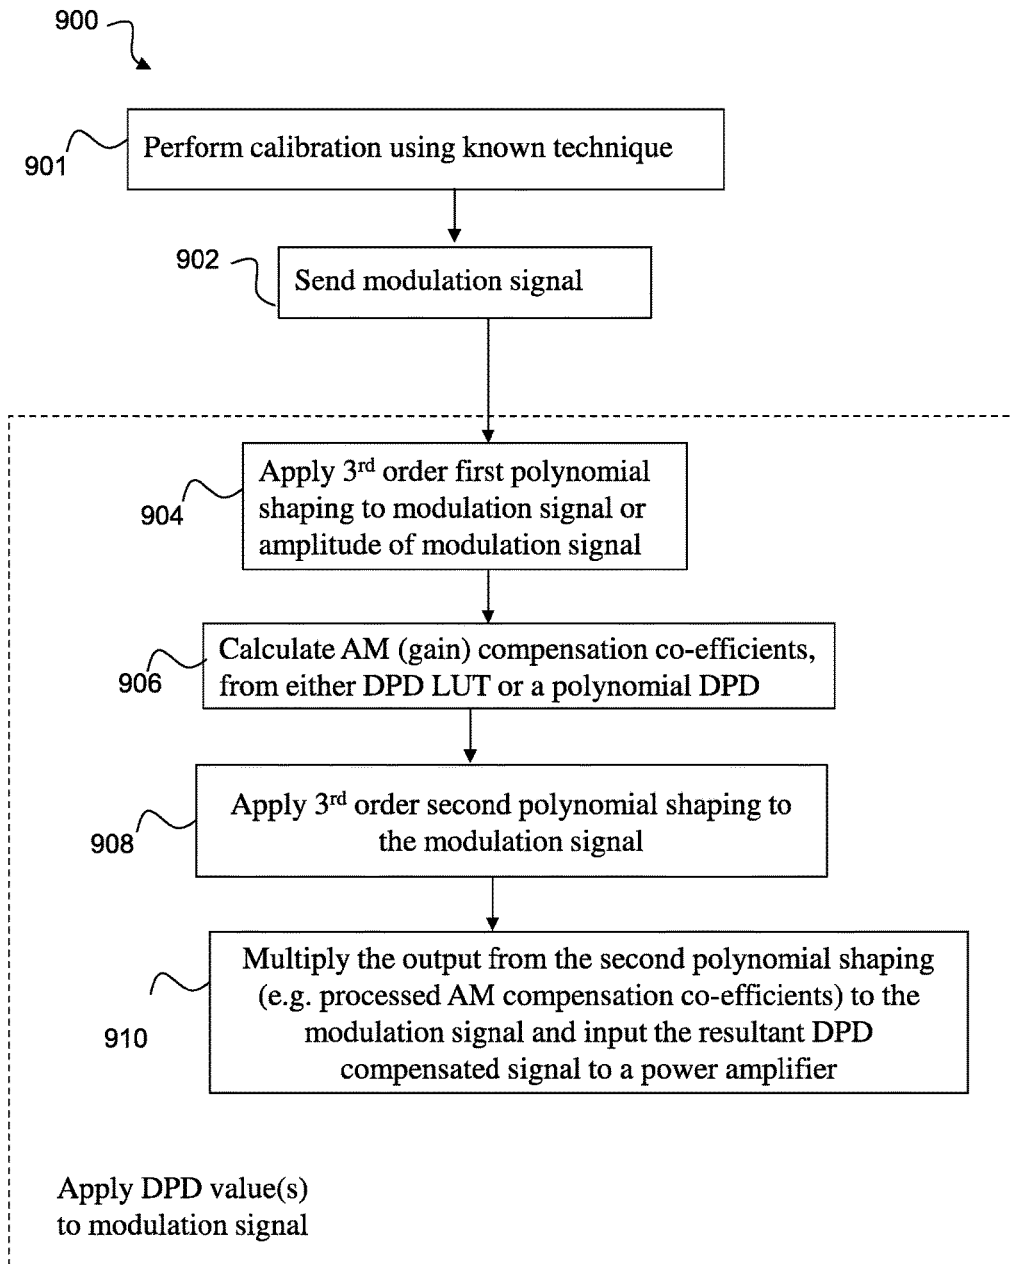 900
901
Perform calibration using known technique
902
Send modulation signal
904
Apply 3rd order first polynomial
shaping to modulation signal or
amplitude of modulation signal
906
Calculate AM (gain) compensation co-efficients,
from either DPD LUT or a polynomial DPD
908
Apply 3rd order second polynomial shaping to
the modulation signal
910
Multiply the output from the second polynomial shaping
(e.g. processed AM compensation co-efficients) to the
modulation signal and input the resultant DPD
compensated signal to a power amplifier
Apply DPD value(s)
to modulation signal